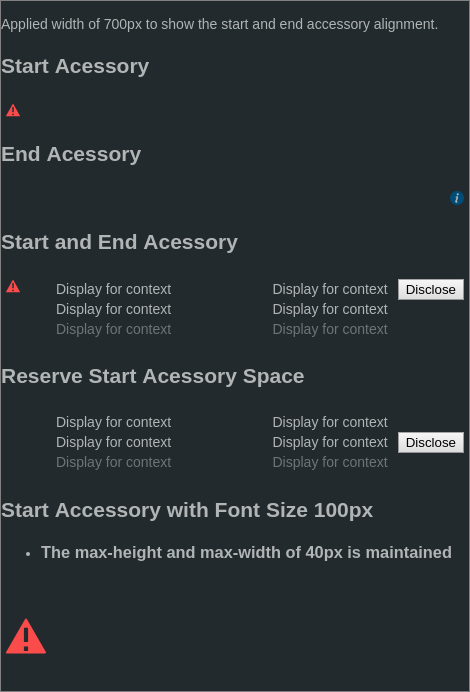 Applied width of 700px to show the start and end accessory alignment.
Start Acessory
End Acessory
i
Start and End Acessory
Display for context Display for context Disclose
Display for context Display for context
Display for context Display for context
Reserve Start Acessory Space
Display for context Display for context
Display for context Display for context Disclose
Display for context Display for context
Start Accessory with Font Size 100px
• The max-height and max-width of 40px is maintained